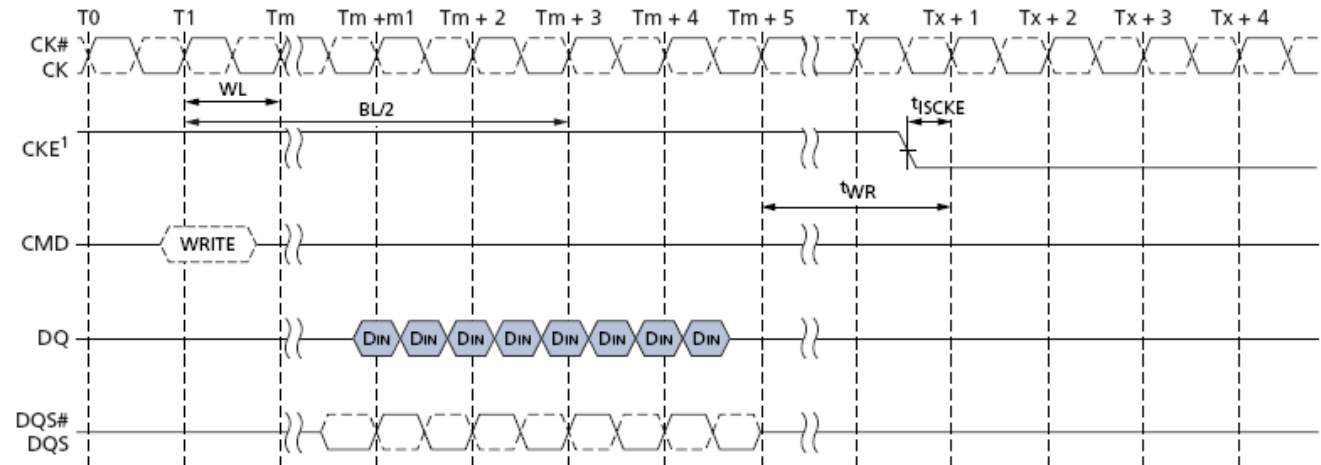 T0 T1 Tm Tm +m1 Tm + 2 Tm + 3 Tm + 4 Tm + 5 Tx Tx + 1 Tx + 2 Tx + 3 Tx + 4
CK#
CK
WL
BL/2
tISCKE
CKE1
tWR
CMD WRITE
DQ DIN DIN DIN DIN DIN DIN DIN DIN
DQS#
DQS